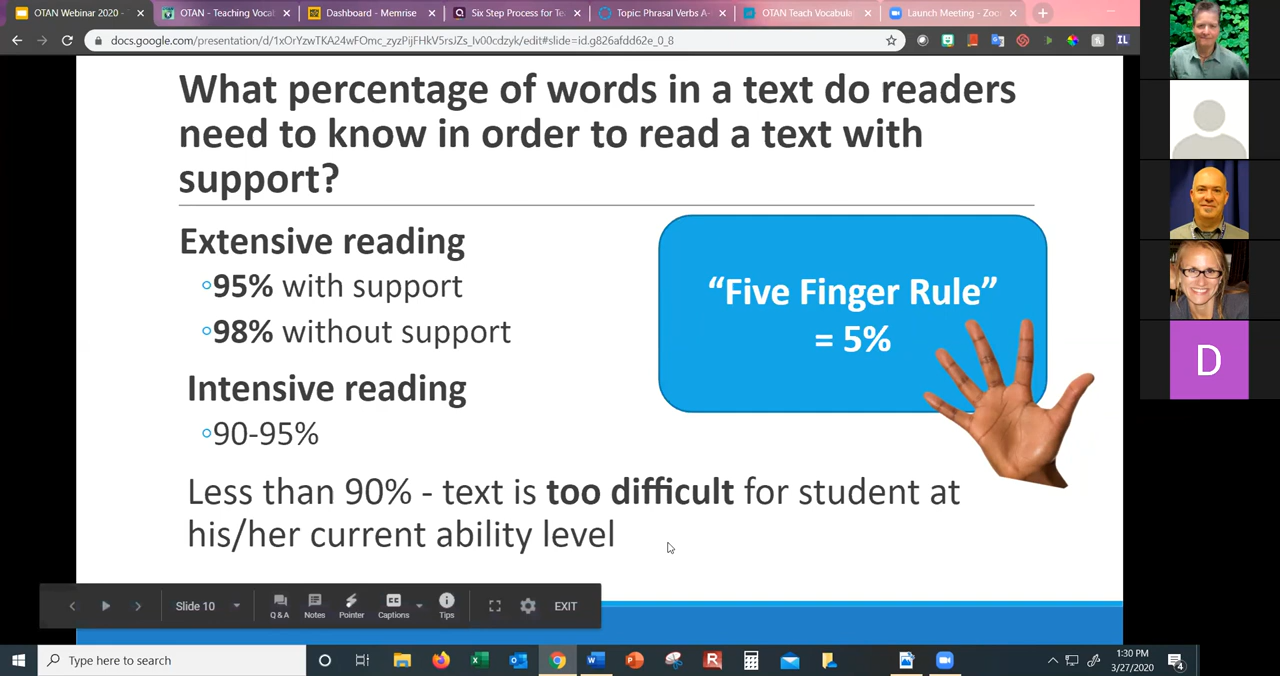 OTAN Webinar 2020 -
OTAN - Teaching Vocab
Dashboard - Memrise
Six Step Process for Te
Topic: Phrasal Verbs A-
OTAN Teach Vocabular
Launch Meeting - Zoo
docs.google.com/presentation/d/1xOrYzwTKA24wFOmc_zyzPijFHkV5rsJZs_lv00cdzyk/edit#slide=id.g826afdd62e_0_8
IL
What percentage of words in a text do readers
need to know in order to read a text with
support?
Extensive reading
95% with support
98% without support
Intensive reading
90-95%
Less than 90% - text is too difficult for student at
his/her current ability level
“Five Finger Rule”
= 5%
D
Slide 10
Q&A
Notes
Pointer
Captions
Tips
EXIT
Type here to search
1:30 PM
3/27/2020
4